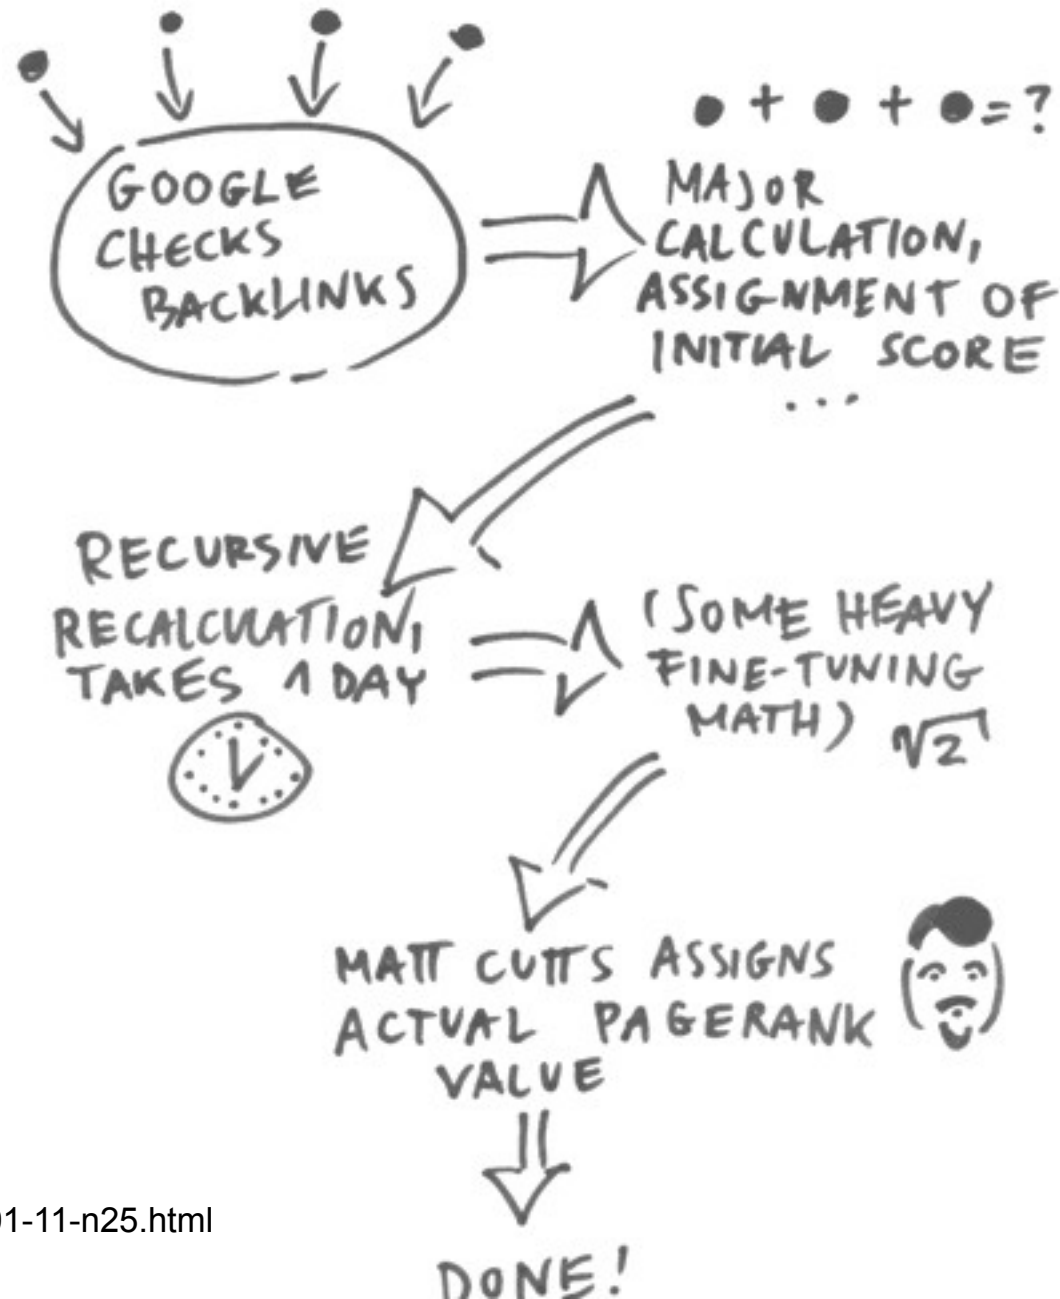 ● + ● + ● = ?
GOOGLE
CHECKS
BACKLINKS
MAJOR
CALCULATION,
ASSIGNMENT OF
INITIAL SCORE
...
RECURSIVE
RECALCULATION,
TAKES 1 DAY
(SOME HEAVY
FINE-TUNING
MATH)
√2
MATT CUTTS ASSIGNS
ACTUAL PAGERANK
VALUE
01-11-n25.html
DONE!